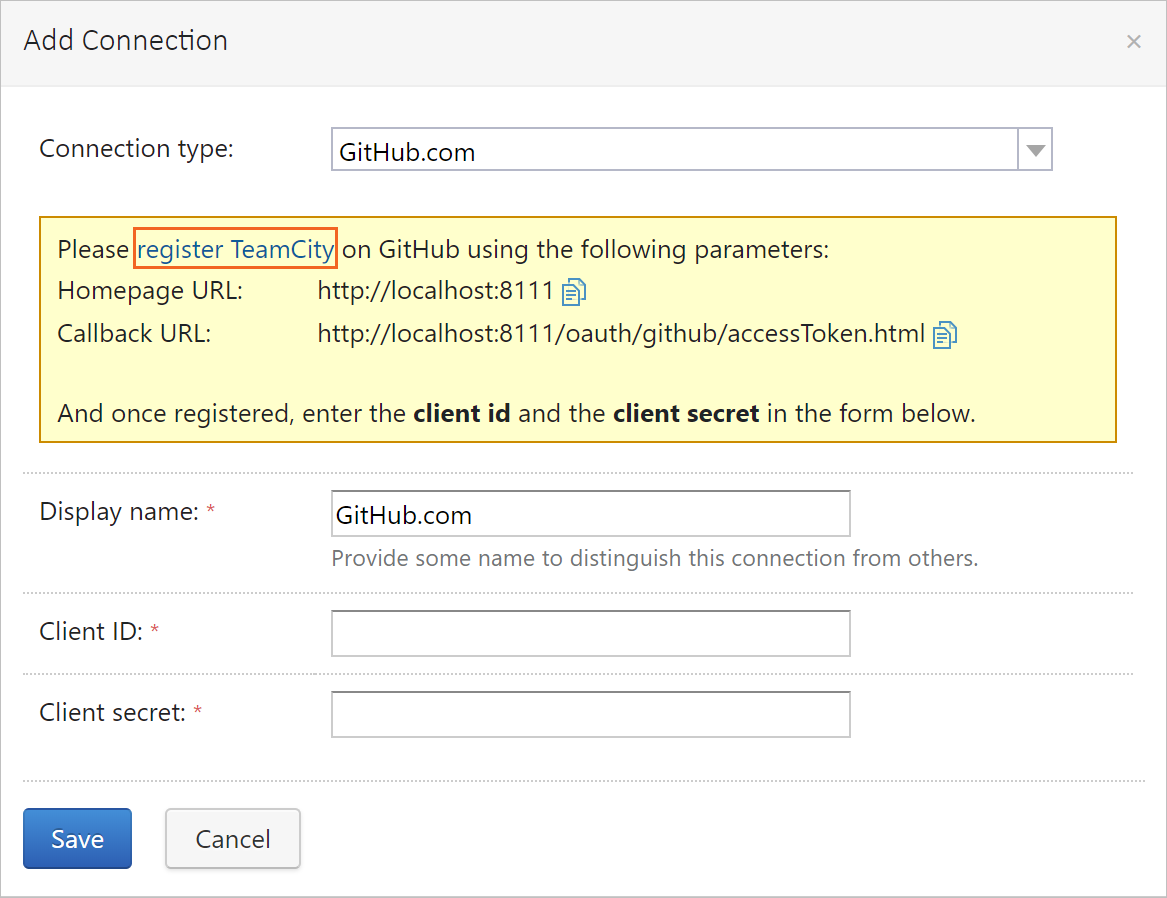 Add Connection
×
Connection type:
GitHub.com
Please register TeamCity on GitHub using the following parameters:
Homepage URL: http://localhost:8111
Callback URL: http://localhost:8111/oauth/github/accessToken.html
And once registered, enter the client id and the client secret in the form below.
Display name: *
GitHub.com
Provide some name to distinguish this connection from others.
Client ID: *
Client secret: *
Save Cancel